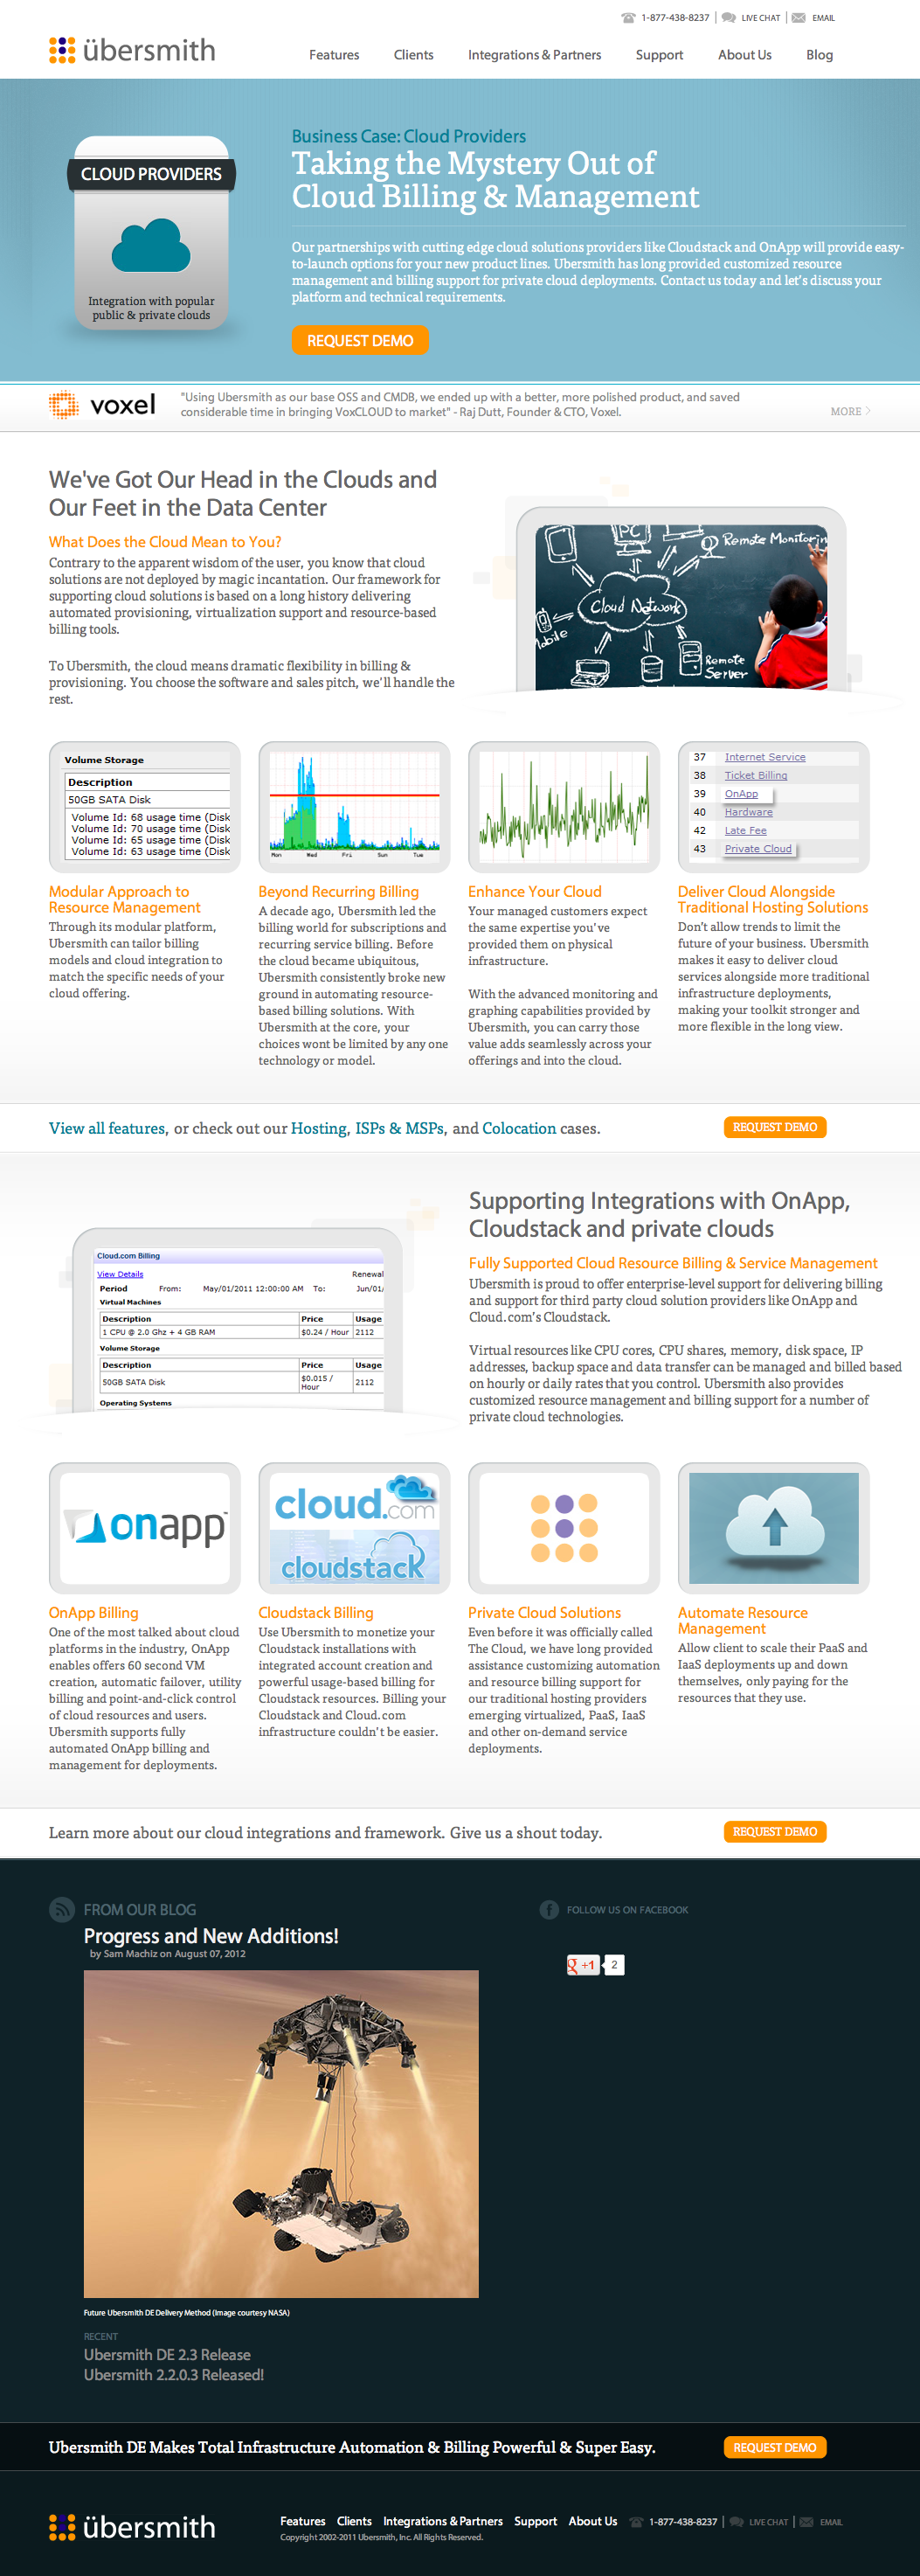 1-877-438-8237 LIVE CHAT EMAIL
übersmith
Features Clients Integrations & Partners Support About Us Blog
CLOUD PROVIDERS
Integration with popular
public & private clouds
Business Case: Cloud Providers
Taking the Mystery Out of
Cloud Billing & Management
Our partnerships with cutting edge cloud solutions providers like Cloudstack and OnApp will provide easy-
to-launch options for your new product lines. Ubersmith has long provided customized resource
management and billing support for private cloud deployments. Contact us today and let's discuss your
platform and technical requirements.
REQUEST DEMO
voxel
"Using Ubersmith as our base OSS and CMDB, we ended up with a better, more polished product, and saved
considerable time in bringing VoxCLOUD to market" - Raj Dutt, Founder & CTO, Voxel.
MORE
We've Got Our Head in the Clouds and
Our Feet in the Data Center
What Does the Cloud Mean to You?
Contrary to the apparent wisdom of the user, you know that cloud
solutions are not deployed by magic incantation. Our framework for
supporting cloud solutions is based on a long history delivering
automated provisioning, virtualization support and resource-based
billing tools.
To Ubersmith, the cloud means dramatic flexibility in billing &
provisioning. You choose the software and sales pitch, we'll handle the
rest.
PC
Remote Monitorin
Cloud Network
Mobile
Remote
Server
Volume Storage
Description
50GB SATA Disk
Volume Id: 68 usage time (Disk
Volume Id: 70 usage time (Disk
Volume Id: 65 usage time (Disk
Volume Id: 63 usage time (Disk
Mon Wed Fri Sun Tue
37 Internet Service
38 Ticket Billing
39 OnApp
40 Hardware
42 Late Fee
43 Private Cloud
Modular Approach to
Resource Management
Through its modular platform,
Ubersmith can tailor billing
models and cloud integration to
match the specific needs of your
cloud offering.
Beyond Recurring Billing
A decade ago, Ubersmith led the
billing world for subscriptions and
recurring service billing. Before
the cloud became ubiquitous,
Ubersmith consistently broke new
ground in automating resource-
based billing solutions. With
Ubersmith at the core, your
choices wont be limited by any one
technology or model.
Enhance Your Cloud
Your managed customers expect
the same expertise you've
provided them on physical
infrastructure.
With the advanced monitoring and
graphing capabilities provided by
Ubersmith, you can carry those
value adds seamlessly across your
offerings and into the cloud.
Deliver Cloud Alongside
Traditional Hosting Solutions
Don't allow trends to limit the
future of your business. Ubersmith
makes it easy to deliver cloud
services alongside more traditional
infrastructure deployments,
making your toolkit stronger and
more flexible in the long view.
View all features, or check out our Hosting, ISPs & MSPs, and Colocation cases.
REQUEST DEMO
Cloud.com Billing
View Details Renewal
Period From: May/01/2011 12:00:00 AM To: Jun/01/
Virtual Machines
Description Price Usage
1 CPU @ 2.0 Ghz + 4 GB RAM $0.24 / Hour 2112
Volume Storage
Description Price Usage
50GB SATA Disk $0.015 / Hour 2112
Operating Systems
Supporting Integrations with OnApp,
Cloudstack and private clouds
Fully Supported Cloud Resource Billing & Service Management
Ubersmith is proud to offer enterprise-level support for delivering billing
and support for third party cloud solution providers like OnApp and
Cloud.com's Cloudstack.
Virtual resources like CPU cores, CPU shares, memory, disk space, IP
addresses, backup space and data transfer can be managed and billed based
on hourly or daily rates that you control. Ubersmith also provides
customized resource management and billing support for a number of
private cloud technologies.
onapp
cloud.com
cloudstack
OnApp Billing
One of the most talked about cloud
platforms in the industry, OnApp
enables offers 60 second VM
creation, automatic failover, utility
billing and point-and-click control
of cloud resources and users.
Ubersmith supports fully
automated OnApp billing and
management for deployments.
Cloudstack Billing
Use Ubersmith to monetize your
Cloudstack installations with
integrated account creation and
powerful usage-based billing for
Cloudstack resources. Billing your
Cloudstack and Cloud.com
infrastructure couldn't be easier.
Private Cloud Solutions
Even before it was officially called
The Cloud, we have long provided
assistance customizing automation
and resource billing support for
our traditional hosting providers
emerging virtualized, PaaS, IaaS
and other on-demand service
deployments.
Automate Resource
Management
Allow client to scale their PaaS and
IaaS deployments up and down
themselves, only paying for the
resources that they use.
Learn more about our cloud integrations and framework. Give us a shout today.
REQUEST DEMO
FROM OUR BLOG
Progress and New Additions!
by Sam Machiz on August 07, 2012
Future Ubersmith DE Delivery Method (Image courtesy NASA)
RECENT
Ubersmith DE 2.3 Release
Ubersmith 2.2.0.3 Released!
FOLLOW US ON FACEBOOK
g +1 2
Ubersmith DE Makes Total Infrastructure Automation & Billing Powerful & Super Easy.
REQUEST DEMO
übersmith
Features Clients Integrations & Partners Support About Us 1-877-438-8237 LIVE CHAT EMAIL
Copyright 2002-2011 Ubersmith, Inc. All Rights Reserved.